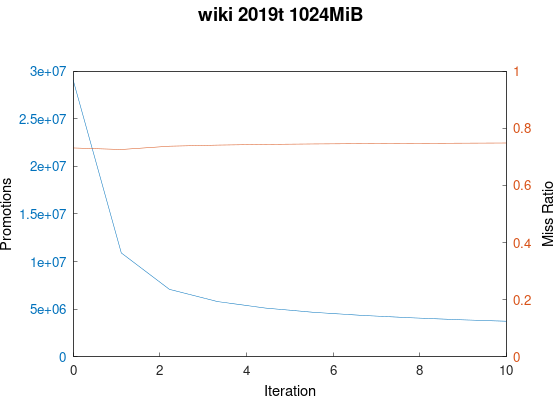 wiki 2019t 1024MiB
3e+07
2.5e+07
2e+07
1.5e+07
1e+07
5e+06
0
Promotions
1
0.8
0.6
0.4
0.2
0
Miss Ratio
0 2 4 6 8 10
Iteration